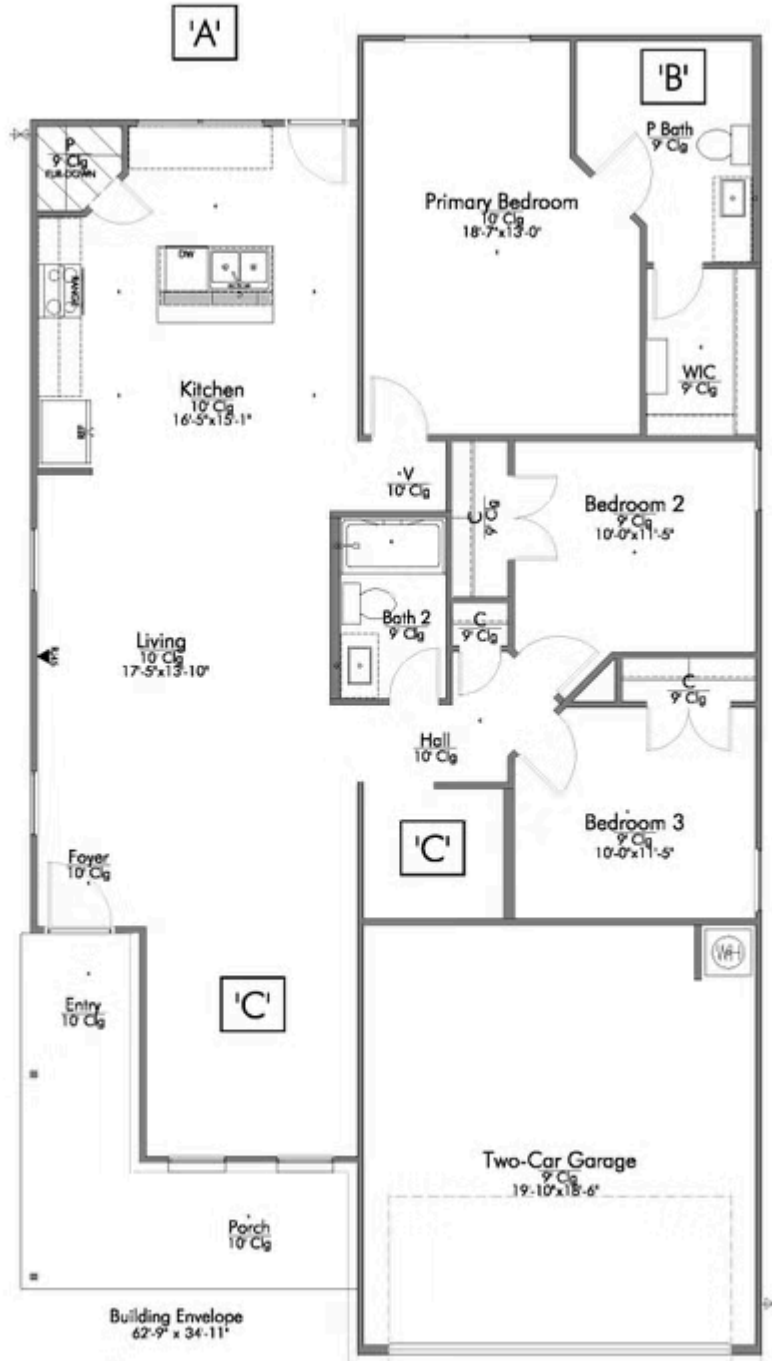 'A'
'B'
P
9' Clg
FUR-DOWN
P Bath
9' Clg
Primary Bedroom
10' Clg
18'-7"x13'-0"
DW
RANGE
WIC
9' Clg
Kitchen
10' Clg
16'-5"x15'-1"
REF
V
10' Clg
C
9' Clg
Bedroom 2
9' Clg
10'-0"x11'-5"
Bath 2
9' Clg
C
9' Clg
Living
10' Clg
17'-5"x13'-10"
C
9' Clg
Hall
10' Clg
Bedroom 3
9' Clg
10'-0"x11'-5"
'C'
Foyer
10' Clg
WH
Entry
10' Clg
'C'
Two-Car Garage
9' Clg
19'-10"x18'-6"
Porch
10' Clg
Building Envelope
62'-9" x 34'-11"